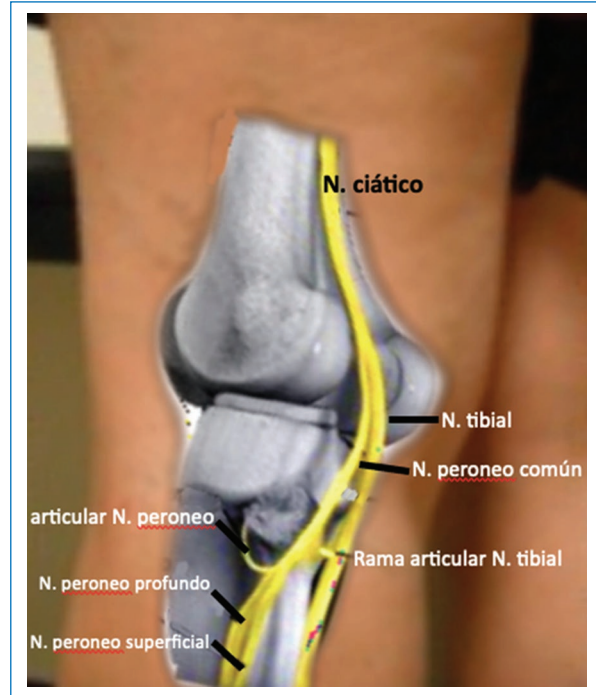 N. ciático
N. tibial
N. peroneo común
articular N. peroneo
Rama articular N. tibial
N. peroneo profundo
N. peroneo superficial